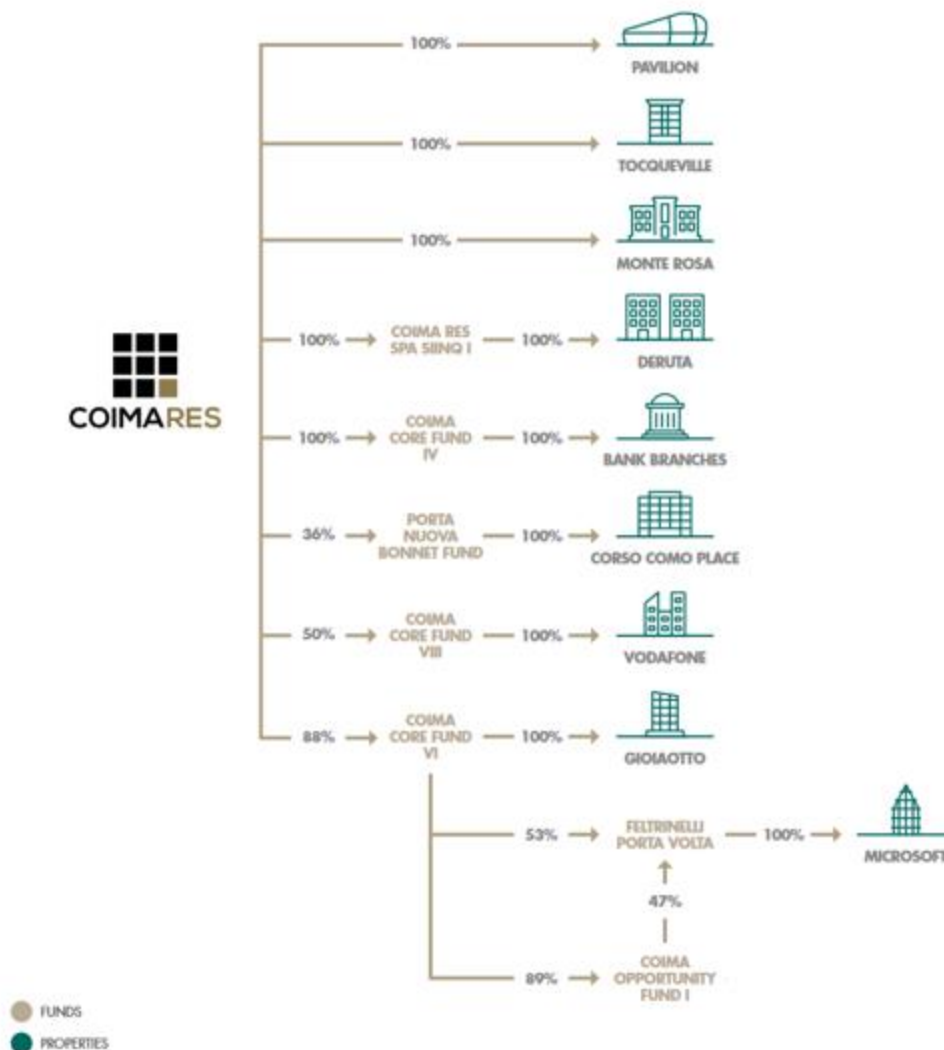 100%
PAVILION
100%
TOCQUEVILLE
100%
MONTE ROSA
100%
COIMA RES
SPA SIINQ I
100%
DERUTA
COIMARES
100%
COIMA
CORE FUND
IV
100%
BANK BRANCHES
36%
PORTA
NUOVA
BONNET FUND
100%
CORSO COMO PLACE
50%
COIMA
CORE FUND
VIII
100%
VODAFONE
88%
COIMA
CORE FUND
VI
100%
GIOIAOTTO
53%
FELTRINELLI
PORTA VOLTA
100%
MICROSOFT
47%
89%
COIMA
OPPORTUNITY
FUND I
FUNDS
PROPERTIES